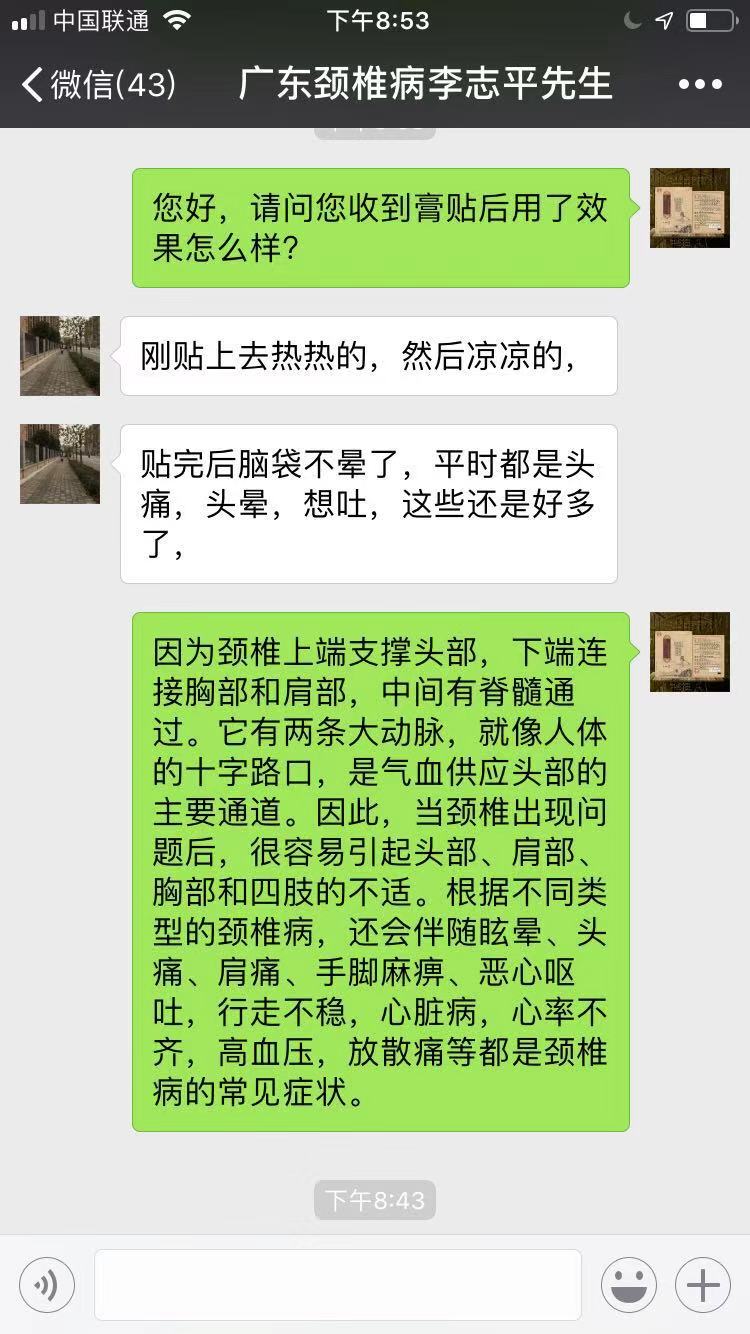 中国联通 下午8:53
微信(43) 广东颈椎病李志平先生
您好，请问您收到膏贴后用了效
果怎么样?
刚贴上去热热的，然后凉凉的，
贴完后脑袋不晕了，平时都是头
痛，头晕，想吐，这些还是好多
了，
因为颈椎上端支撑头部，下端连
接胸部和肩部，中间有脊髓通
过。它有两条大动脉，就像人体
的十字路口，是气血供应头部的
主要通道。因此，当颈椎出现问
题后，很容易引起头部、肩部、
胸部和四肢的不适。根据不同类
型的颈椎病，还会伴随眩晕、头
痛、肩痛、手脚麻痹、恶心呕
吐，行走不稳，心脏病，心率不
齐，高血压，放散痛等都是颈椎
病的常见症状。
下午8:43